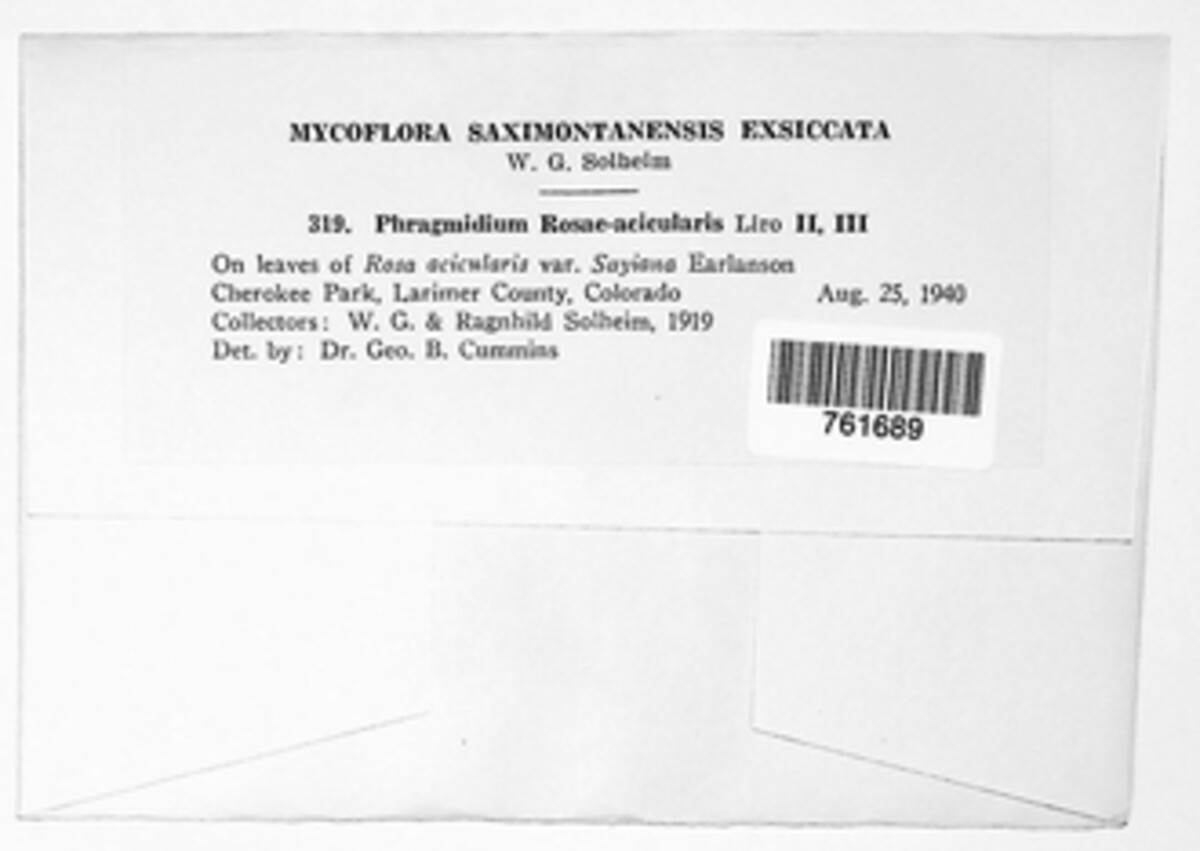 MYCOFLORA SAXIMONTANENSIS EXSICCATA
W. G. Solheim
319. Phragmidium Rosae-acicularis Liro II, III
On leaves of Rosa acicularis var. Sayiana Earlanson
Cherokee Park, Larimer County, Colorado Aug. 25, 1940
Collectors: W. G. & Ragnhild Solheim, 1919
Det. by: Dr. Geo. B. Cummins
761689